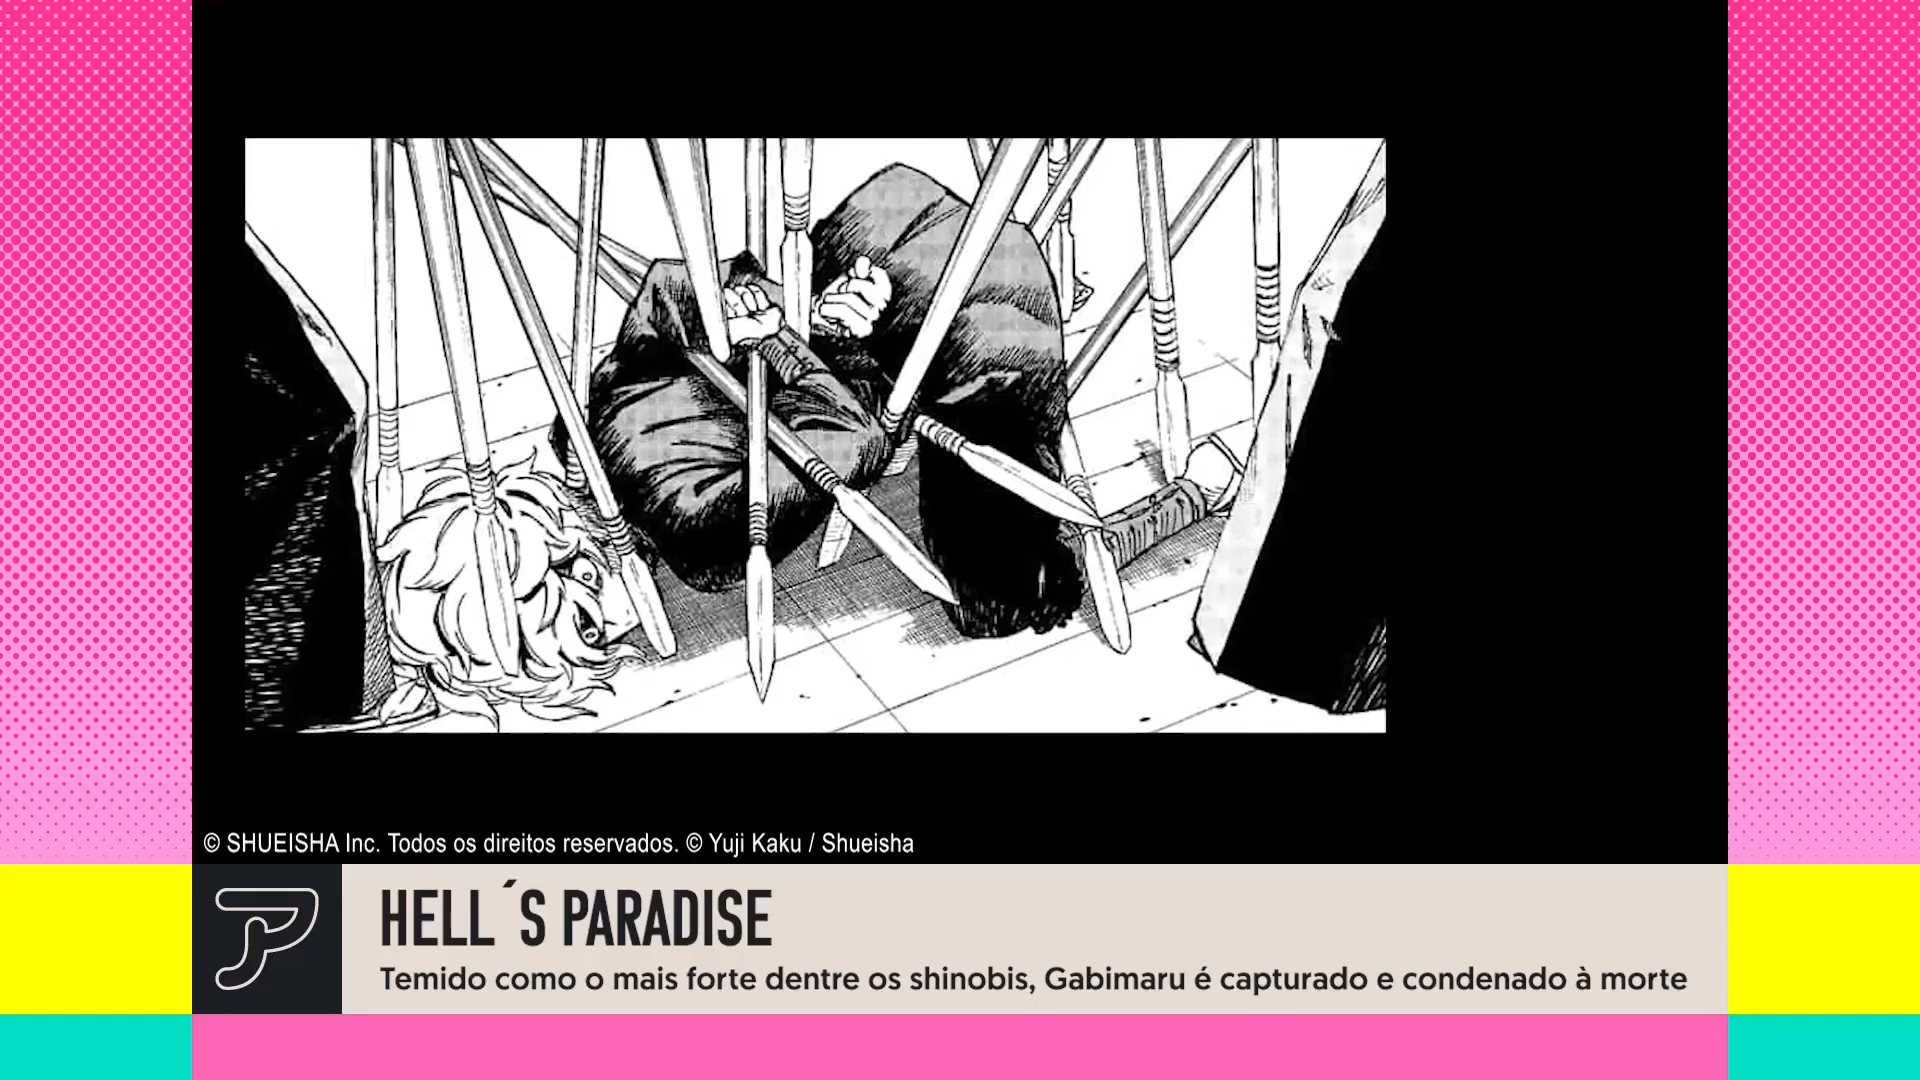 © SHUEISHA Inc. Todos os direitos reservados. © Yuji Kaku / Shueisha
HELL´S PARADISE
Temido como o mais forte dentre os shinobis, Gabimaru é capturado e condenado à morte